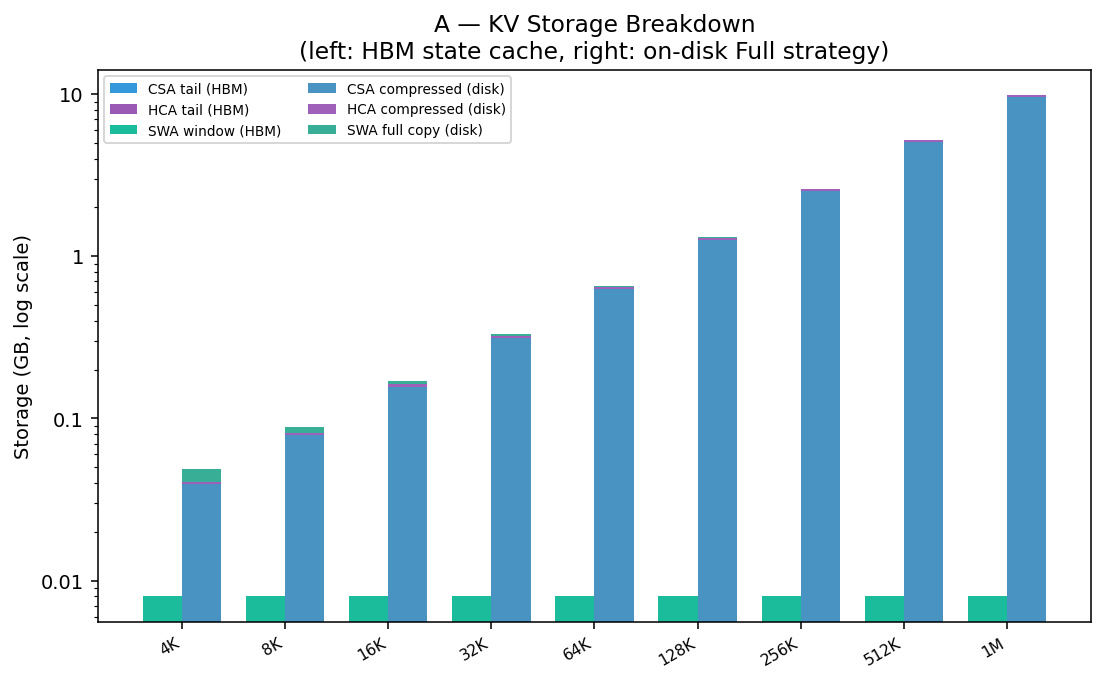 A — KV Storage Breakdown
(left: HBM state cache, right: on-disk Full strategy)
CSA tail (HBM)
HCA tail (HBM)
SWA window (HBM)
CSA compressed (disk)
HCA compressed (disk)
SWA full copy (disk)
Storage (GB, log scale)
10
1
0.1
0.01
4K
8K
16K
32K
64K
128K
256K
512K
1M